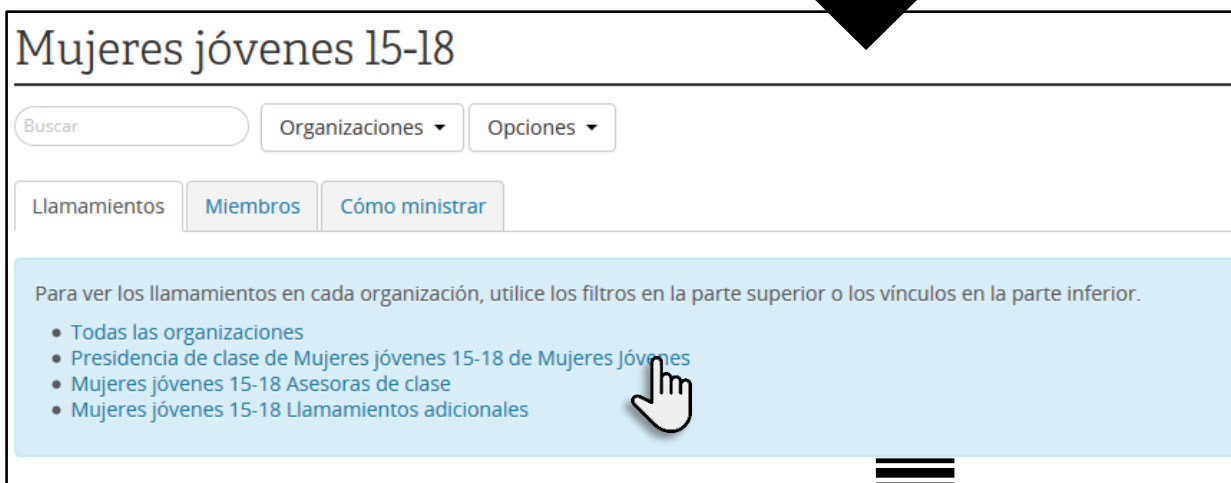 Mujeres jóvenes 15-18
Buscar
Organizaciones
Opciones
Llamamientos
Miembros
Cómo ministrar
Para ver los llamamientos en cada organización, utilice los filtros en la parte superior o los vínculos en la parte inferior.
Todas las organizaciones
Presidencia de clase de Mujeres jóvenes 15-18 de Mujeres Jóvenes
Mujeres jóvenes 15-18 Asesoras de clase
Mujeres jóvenes 15-18 Llamamientos adicionales